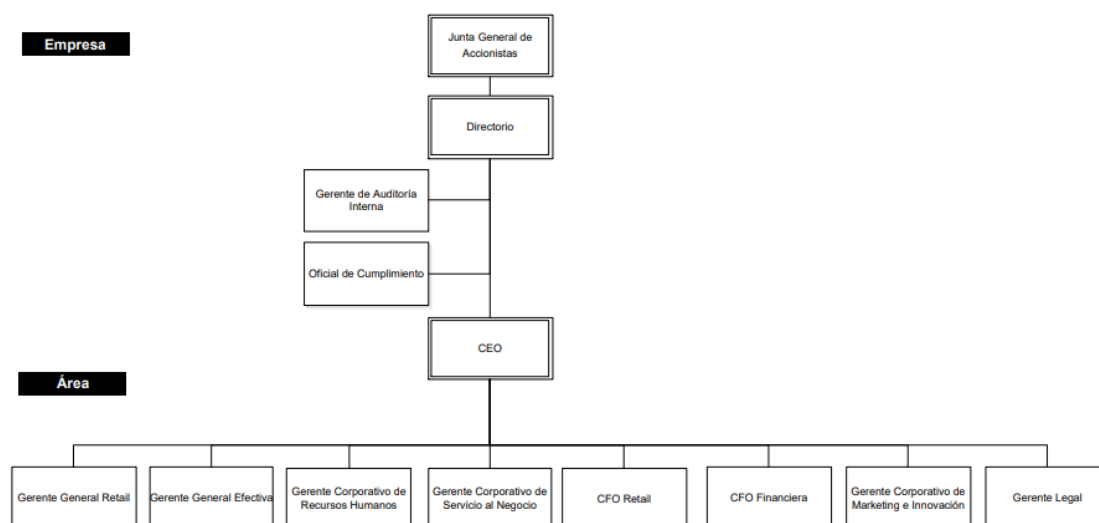 Empresa
Junta General de
Accionistas
Directorio
Gerente de Auditoría
Interna
Oficial de Cumplimiento
CEO
Área
Gerente General Retail
Gerente General Efectiva
Gerente Corporativo de
Recursos Humanos
Gerente Corporativo de
Servicio al Negocio
CFO Retail
CFO Financiera
Gerente Corporativo de
Marketing e Innovación
Gerente Legal